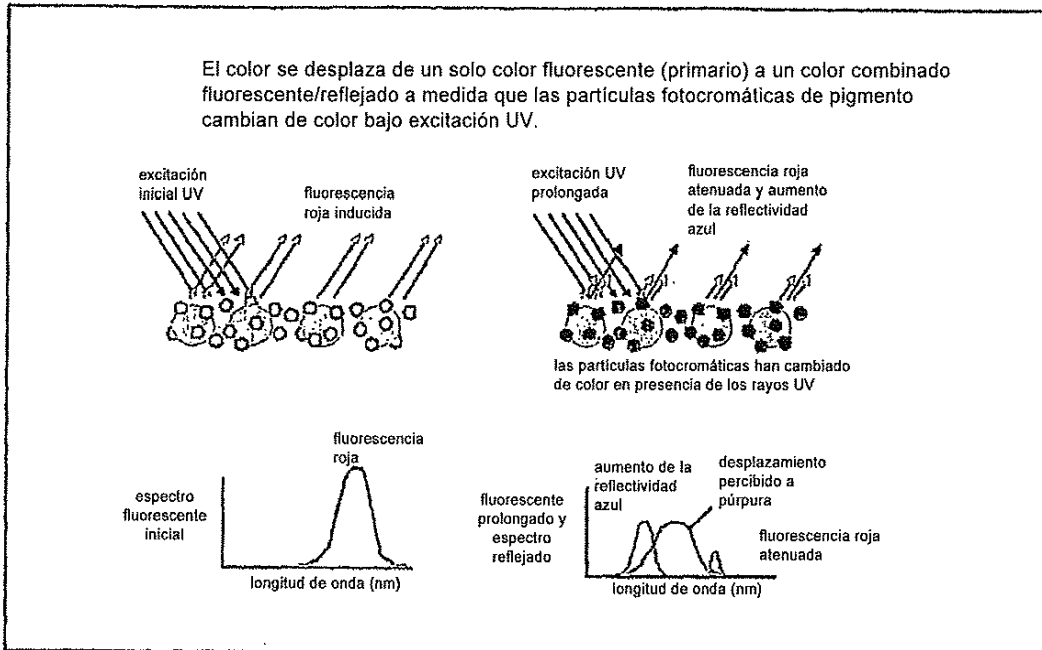 El color se desplaza de un solo color fluorescente (primario) a un color combinado
fluorescente/reflejado a medida que las partículas fotocromáticas de pigmento
cambian de color bajo excitación UV.
excitación
inicial UV
fluorescencia
roja inducida
excitación UV
prolongada
fluorescencia roja
atenuada y aumento
de la reflectividad
azul
las partículas fotocromáticas han cambiado
de color en presencia de los rayos UV
espectro
fluorescente
inicial
fluorescencia
roja
longitud de onda (nm)
fluorescente
prolongado y
espectro
reflejado
aumento de la
reflectividad
azul
desplazamiento
percibido a
púrpura
fluorescencia roja
atenuada
longitud de onda (nm)